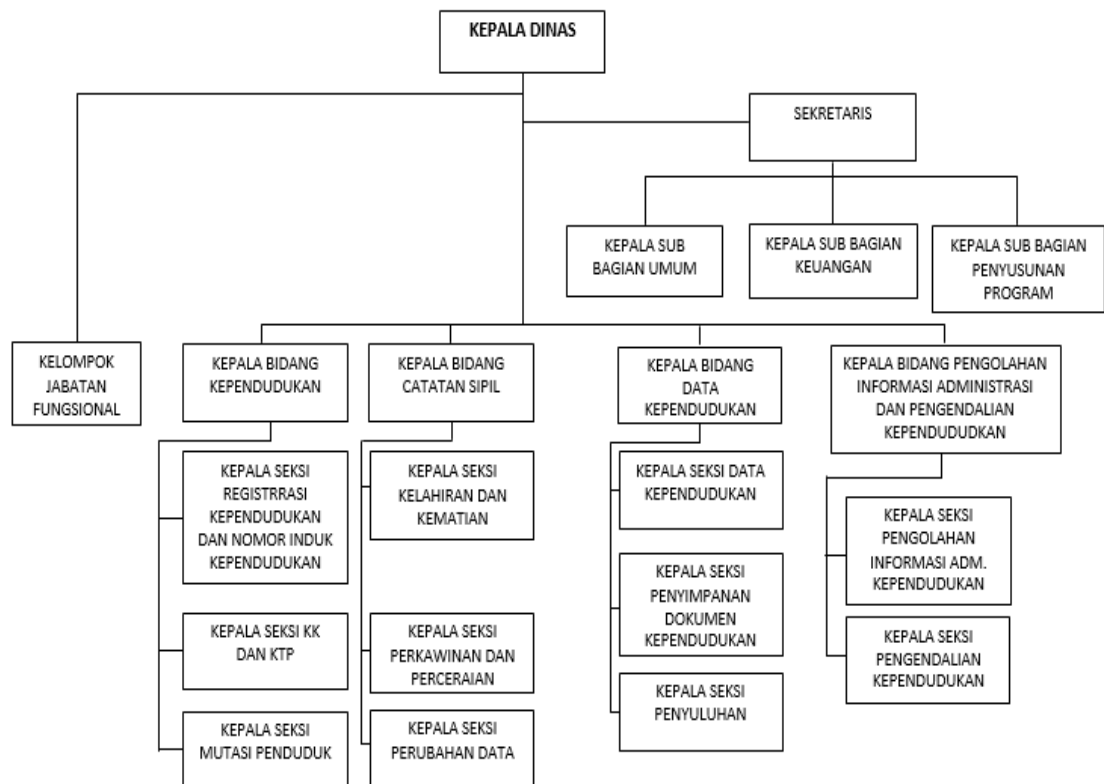 KEPALA DINAS
SEKRETARIS
KEPALA SUB
BAGIAN UMUM
KEPALA SUB BAGIAN
KEUANGAN
KEPALA SUB BAGIAN
PENYUSUNAN
PROGRAM
KELOMPOK
JABATAN
FUNGSIONAL
KEPALA BIDANG
KEPENDUDUKAN
KEPALA BIDANG
CATATAN SIPIL
KEPALA BIDANG
DATA
KEPENDUDUKAN
KEPALA BIDANG PENGOLAHAN
INFORMASI ADMINISTRASI
DAN PENGENDALIAN
KEPENDUDUDKAN
KEPALA SEKSI
REGISTRRASI
KEPENDUDUKAN
DAN NOMOR INDUK
KEPENDUDUKAN
KEPALA SEKSI KK
DAN KTP
KEPALA SEKSI
MUTASI PENDUDUK
KEPALA SEKSI
KELAHIRAN DAN
KEMATIAN
KEPALA SEKSI
PERKAWINAN DAN
PERCERAIAN
KEPALA SEKSI
PERUBAHAN DATA
KEPALA SEKSI DATA
KEPENDUDUKAN
KEPALA SEKSI
PENYIMPANAN
DOKUMEN
KEPENDUDUKAN
KEPALA SEKSI
PENYULUHAN
KEPALA SEKSI
PENGOLAHAN
INFORMASI ADM.
KEPENDUDUKAN
KEPALA SEKSI
PENGENDALIAN
KEPENDUDUKAN